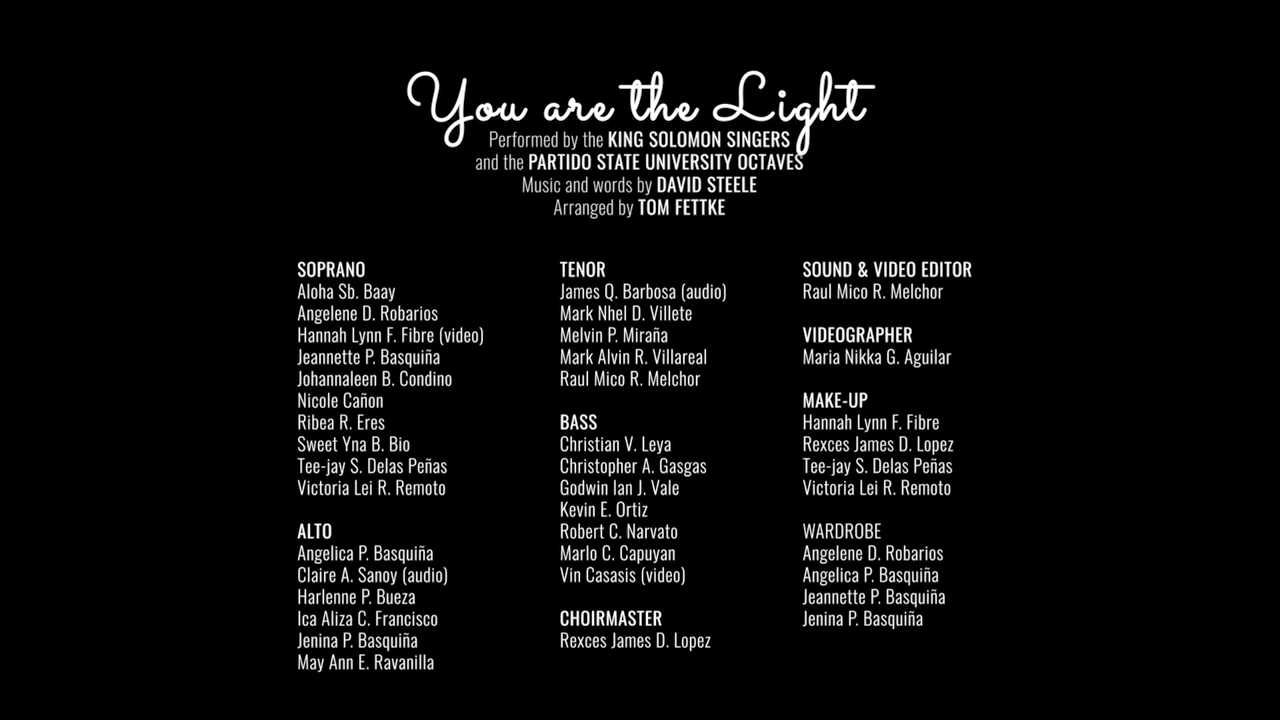 You are the Light
Performed by the KING SOLOMON SINGERS
and the PARTIDO STATE UNIVERSITY OCTAVES
Music and words by DAVID STEELE
Arranged by TOM FETTKE
SOPRANO
Aloha Sb. Baay
Angelene D. Robarios
Hannah Lynn F. Fibre (video)
Jeannette P. Basquiña
Johannaleen B. Condino
Nicole Cañon
Ribea R. Eres
Sweet Yna B. Bio
Tee-jay S. Delas Peñas
Victoria Lei R. Remoto
ALTO
Angelica P. Basquiña
Claire A. Sanoy (audio)
Harlenne P. Bueza
Ica Aliza C. Francisco
Jenina P. Basquiña
May Ann E. Ravanilla
TENOR
James Q. Barbosa (audio)
Mark Nhel D. Villete
Melvin P. Miraña
Mark Alvin R. Villareal
Raul Mico R. Melchor
BASS
Christian V. Leya
Christopher A. Gasgas
Godwin Ian J. Vale
Kevin E. Ortiz
Robert C. Narvato
Marlo C. Capuyan
Vin Casasis (video)
CHOIRMASTER
Rexces James D. Lopez
SOUND & VIDEO EDITOR
Raul Mico R. Melchor
VIDEOGRAPHER
Maria Nikka G. Aguilar
MAKE-UP
Hannah Lynn F. Fibre
Rexces James D. Lopez
Tee-jay S. Delas Peñas
Victoria Lei R. Remoto
WARDROBE
Angelene D. Robarios
Angelica P. Basquiña
Jeannette P. Basquiña
Jenina P. Basquiña